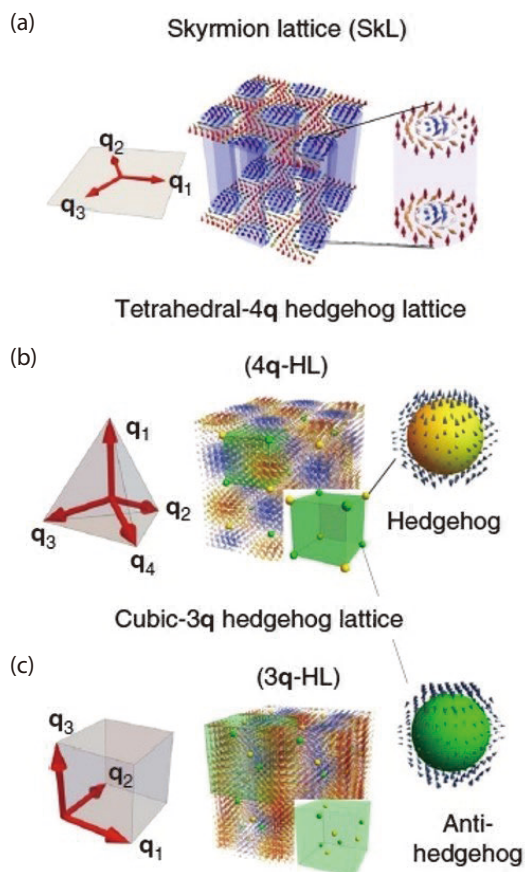 (a)
Skyrmion lattice (SkL)
q2
q1
q3
Tetrahedral-4q hedgehog lattice
(b)
(4q-HL)
q1
q2
q3
q4
Hedgehog
Cubic-3q hedgehog lattice
(c)
(3q-HL)
q3
q2
q1
Anti-
hedgehog